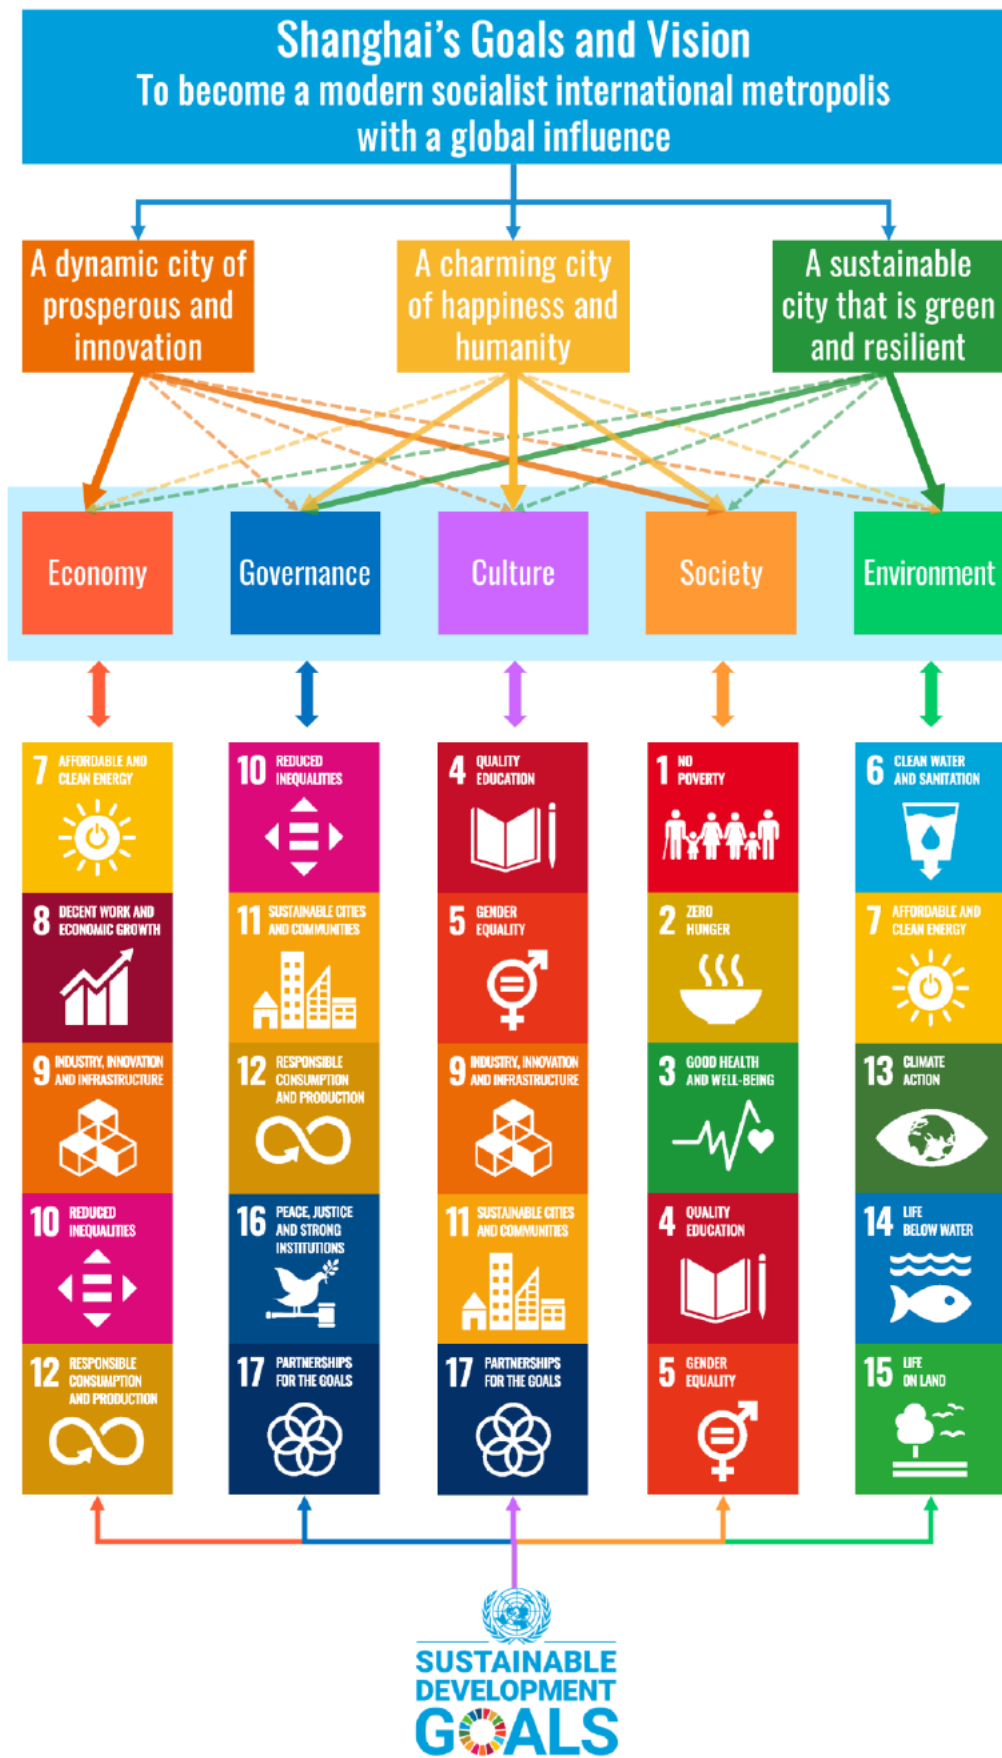 Shanghai's Goals and Vision
To become a modern socialist international metropolis
with a global influence
A dynamic city of
prosperous and
innovation
A charming city
of happiness and
humanity
A sustainable
city that is green
and resilient
Economy
Governance
Culture
Society
Environment
7 AFFORDABLE AND
CLEAN ENERGY
8 DECENT WORK AND
ECONOMIC GROWTH
9 INDUSTRY, INNOVATION
AND INFRASTRUCTURE
10 REDUCED
INEQUALITIES
12 RESPONSIBLE
CONSUMPTION
AND PRODUCTION
10 REDUCED
INEQUALITIES
11 SUSTAINABLE CITIES
AND COMMUNITIES
12 RESPONSIBLE
CONSUMPTION
AND PRODUCTION
16 PEACE, JUSTICE
AND STRONG
INSTITUTIONS
17 PARTNERSHIPS
FOR THE GOALS
4 QUALITY
EDUCATION
5 GENDER
EQUALITY
9 INDUSTRY, INNOVATION
AND INFRASTRUCTURE
11 SUSTAINABLE CITIES
AND COMMUNITIES
17 PARTNERSHIPS
FOR THE GOALS
1 NO
POVERTY
2 ZERO
HUNGER
3 GOOD HEALTH
AND WELL-BEING
4 QUALITY
EDUCATION
5 GENDER
EQUALITY
6 CLEAN WATER
AND SANITATION
7 AFFORDABLE AND
CLEAN ENERGY
13 CLIMATE
ACTION
14 LIFE
BELOW WATER
15 LIFE
ON LAND
SUSTAINABLE
DEVELOPMENT
GOALS